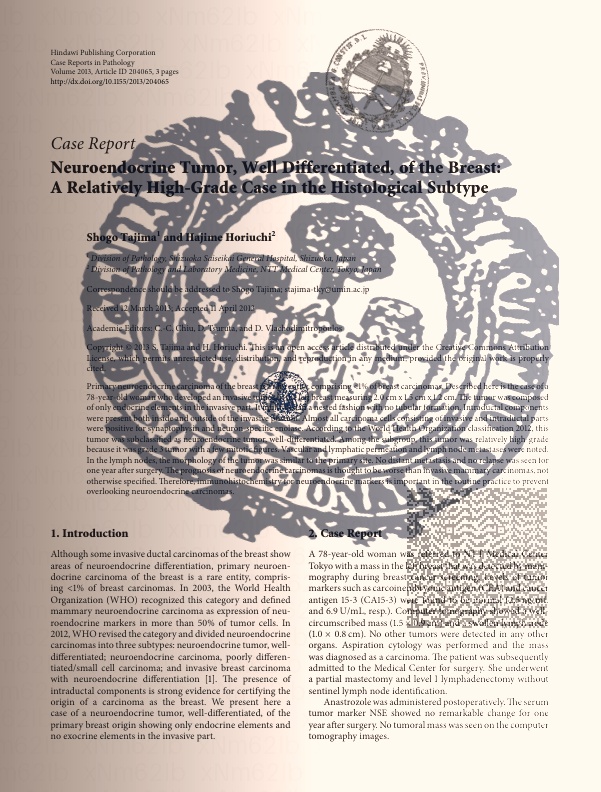 Hindawi Publishing Corporation
Case Reports in Pathology
Volume 2013, Article ID 204065, 3 pages
http://dx.doi.org/10.1155/2013/204065
Case Report
Neuroendocrine Tumor, Well Differentiated, of the Breast:
A Relatively High-Grade Case in the Histological Subtype
Shogo Tajima1 and Hajime Horiuchi2
1 Division of Pathology, Shizuoka Saiseikai General Hospital, Shizuoka, Japan
2 Division of Pathology and Laboratory Medicine, NTT Medical Center, Tokyo, Japan
Correspondence should be addressed to Shogo Tajima; stajima-tky@umin.ac.jp
Received 12 March 2013; Accepted 11 April 2013
Academic Editors: C.-C. Chiu, D. Tsuruta, and D. Vlachodimitropoulos
Copyright © 2013 S. Tajima and H. Horiuchi. This is an open access article distributed under the Creative Commons Attribution
License, which permits unrestricted use, distribution, and reproduction in any medium, provided the original work is properly
cited.
Primary neuroendocrine carcinoma of the breast comprising <1% of breast carcinomas. Described here is the case of a
78-year-old woman who developed an invasive left breast measuring 2.0 cm x 1.5 cm x 1.2 cm. The tumor was composed
of only endocrine elements in the invasive part. a nested fashion with no tubular formation. Intraductal components
were present both inside and outside of the invasive portion. Almost all carcinoma cells consisting of invasive and intraductal parts
were positive for synaptophysin and neuron-specific enolase. According to the World Health Organization classification 2012, this
tumor was subclassified as neuroendocrine tumor, well-differentiated. Among the subgroup, this tumor was relatively high grade
because it was grade 3 tumor with a few mitotic figures. Vascular and lymphatic permeation and lymph node metastases were noted.
In the lymph nodes, the morphology of the tumor was similar to the primary site. No distant metastasis and no relapse was seen for
one year after surgery. The prognosis of neuroendocrine carcinomas is thought to be worse than invasive mammary carcinomas, not
otherwise specified. Therefore, immunohistochemistry for neuroendocrine markers is important in the routine practice to prevent
overlooking neuroendocrine carcinomas.
1. Introduction
Although some invasive ductal carcinomas of the breast show
areas of neuroendocrine differentiation, primary neuroen-
docrine carcinoma of the breast is a rare entity, compris-
ing <1% of breast carcinomas. In 2003, the World Health
Organization (WHO) recognized this category and defined
mammary neuroendocrine carcinoma as expression of neu-
roendocrine markers in more than 50% of tumor cells. In
2012, WHO revised the category and divided neuroendocrine
carcinomas into three subtypes: neuroendocrine tumor, well-
differentiated; neuroendocrine carcinoma, poorly differen-
tiated/small cell carcinoma; and invasive breast carcinoma
with neuroendocrine differentiation [1]. The presence of
intraductal components is strong evidence for certifying the
origin of a carcinoma as the breast. We present here a
case of a neuroendocrine tumor, well-differentiated, of the
primary breast origin showing only endocrine elements and
no exocrine elements in the invasive part.
2. Case Report
A 78-year-old woman was referred to NTT Medical Center
Tokyo with a mass in the left breast that was detected by mam-
mography during breast cancer screening. Levels of tumor
markers such as carcinoembryonic antigen (CEA) and cancer
antigen 15-3 (CA15-3) were found to be normal
and 6.9 U/mL, resp.). Computed tomography showed a well-
circumscribed mass (1.5 and a swollen lymph node
(1.0 × 0.8 cm). No other tumors were detected in any other
organs. Aspiration cytology was performed and the mass
was diagnosed as a carcinoma. The patient was subsequently
admitted to the Medical Center for surgery. She underwent
a partial mastectomy and level 1 lymphadenectomy without
sentinel lymph node identification.
Anastrozole was administered postoperatively. The serum
tumor marker NSE showed no remarkable change for one
year after surgery. No tumoral mass was seen on the computer
tomography images.